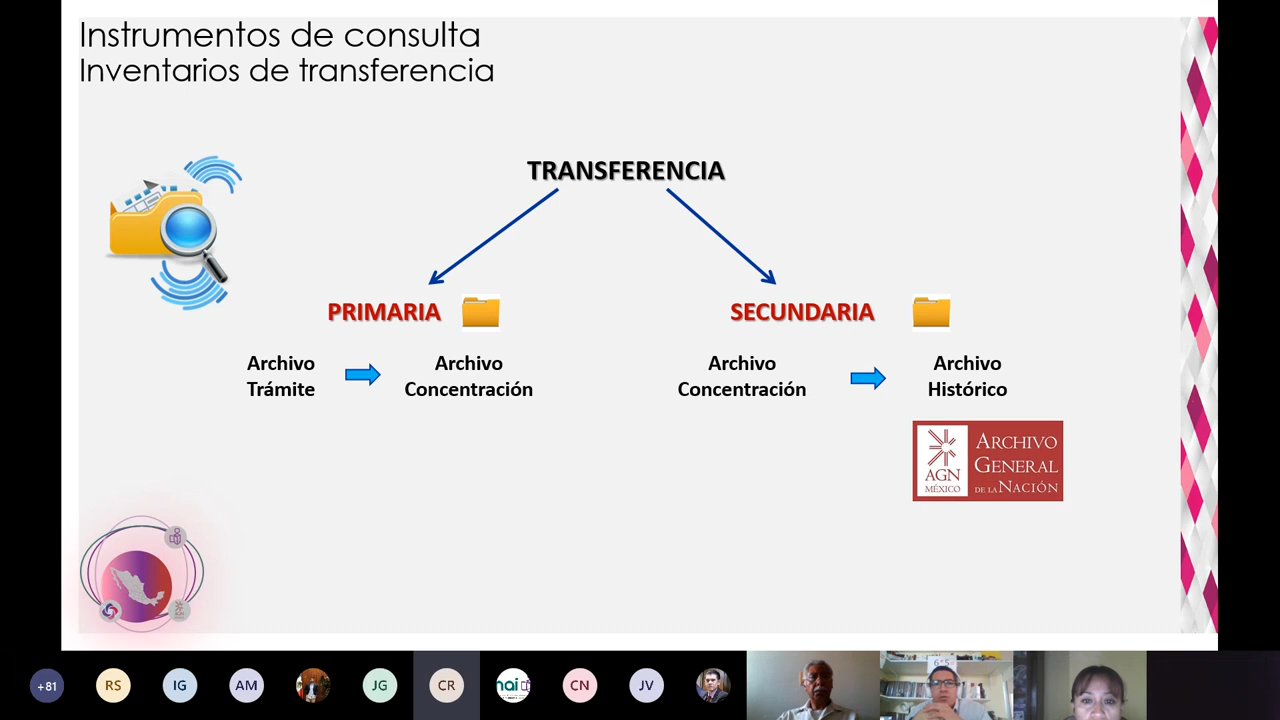 Instrumentos de consulta
Inventarios de transferencia
TRANSFERENCIA
PRIMARIA
SECUNDARIA
Archivo
Trámite
Archivo
Concentración
Archivo
Concentración
Archivo
Histórico
AGN
MÉXICO
ARCHIVO
GENERAL
DE LA NACIÓN
+81
RS
IG
AM
JG
CR
nai
CN
JV